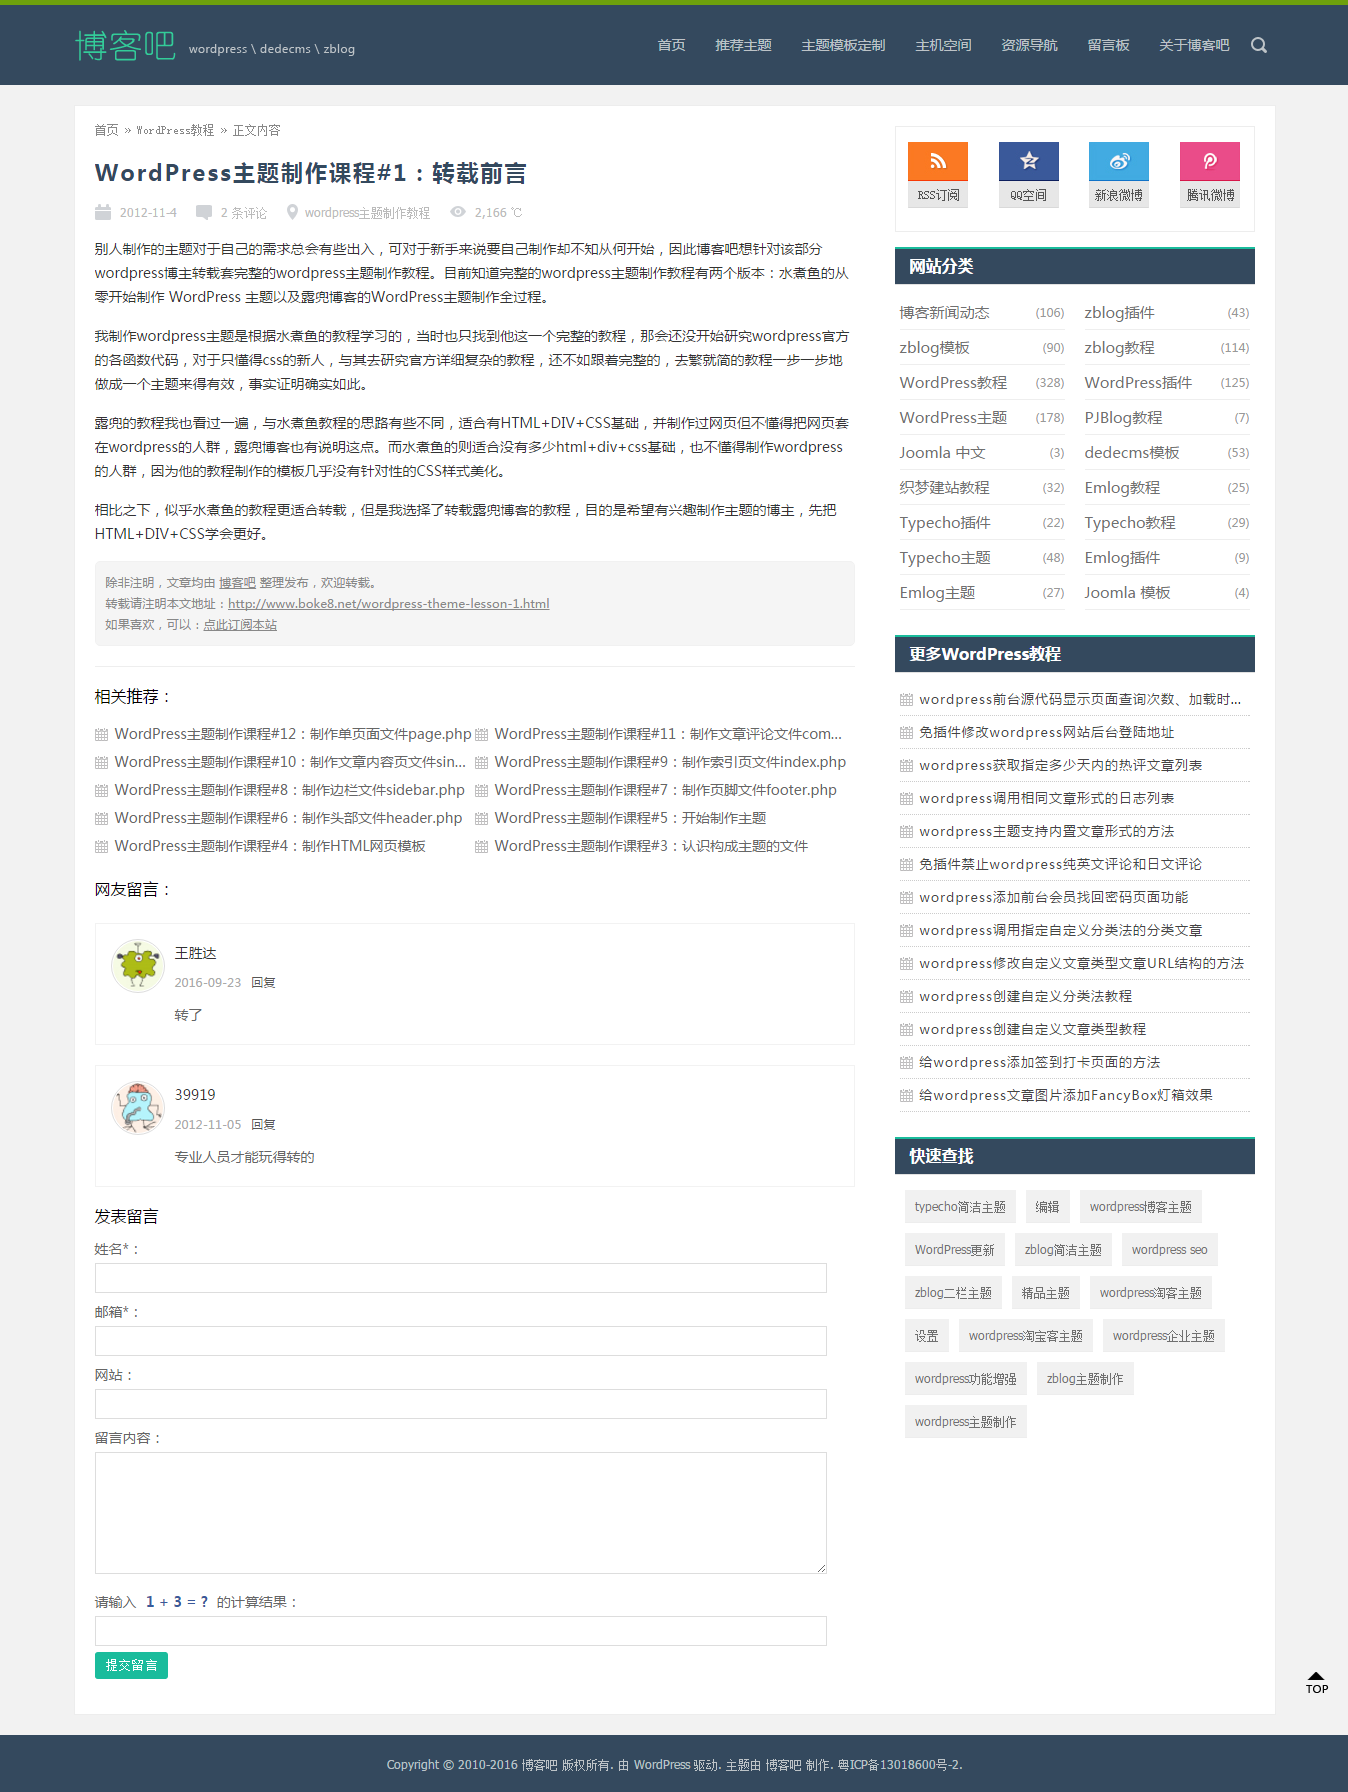 博客吧 wordpress \ dedecms \ zblog
首页 推荐主题 主题模板定制 主机空间 资源导航 留言板 关于博客吧
首页 » WordPress教程 » 正文内容
WordPress主题制作课程#1：转载前言
2012-11-4 2 条评论 wordpress主题制作教程 2,166 ℃
别人制作的主题对于自己的需求总会有些出入，可对于新手来说要自己制作却不知从何开始，因此博客吧想针对该部分
wordpress博主转载套完整的wordpress主题制作教程。目前知道完整的wordpress主题制作教程有两个版本：水煮鱼的从
零开始制作 WordPress 主题以及露兜博客的WordPress主题制作全过程。
我制作wordpress主题是根据水煮鱼的教程学习的，当时也只找到他这一个完整的教程，那会还没开始研究wordpress官方
的各函数代码，对于只懂得css的新人，与其去研究官方详细复杂的教程，还不如跟着完整的，去繁就简的教程一步一步地
做成一个主题来得有效，事实证明确实如此。
露兜的教程我也看过一遍，与水煮鱼教程的思路有些不同，适合有HTML+DIV+CSS基础，并制作过网页但不懂得把网页套
在wordpress的人群，露兜博客也有说明这点。而水煮鱼的则适合没有多少html+div+css基础，也不懂得制作wordpress
的人群，因为他的教程制作的模板几乎没有针对性的CSS样式美化。
相比之下，似乎水煮鱼的教程更适合转载，但是我选择了转载露兜博客的教程，目的是希望有兴趣制作主题的博主，先把
HTML+DIV+CSS学会更好。
除非注明，文章均由 博客吧 整理发布，欢迎转载。
转载请注明本文地址：http://www.boke8.net/wordpress-theme-lesson-1.html
如果喜欢，可以：点此订阅本站
相关推荐：
WordPress主题制作课程#12：制作单页面文件page.php WordPress主题制作课程#11：制作文章评论文件com...
WordPress主题制作课程#10：制作文章内容页文件sin... WordPress主题制作课程#9：制作索引页文件index.php
WordPress主题制作课程#8：制作边栏文件sidebar.php WordPress主题制作课程#7：制作页脚文件footer.php
WordPress主题制作课程#6：制作头部文件header.php WordPress主题制作课程#5：开始制作主题
WordPress主题制作课程#4：制作HTML网页模板 WordPress主题制作课程#3：认识构成主题的文件
网友留言：
王胜达
2016-09-23 回复
转了
39919
2012-11-05 回复
专业人员才能玩得转的
发表留言
姓名*：
邮箱*：
网站：
留言内容：
请输入 1 + 3 = ? 的计算结果：
提交留言
RSS订阅 QQ空间 新浪微博 腾讯微博
网站分类
博客新闻动态 (106) zblog插件 (43)
zblog模板 (90) zblog教程 (114)
WordPress教程 (328) WordPress插件 (125)
WordPress主题 (178) PJBlog教程 (7)
Joomla 中文 (3) dedecms模板 (53)
织梦建站教程 (32) Emlog教程 (25)
Typecho插件 (22) Typecho教程 (29)
Typecho主题 (48) Emlog插件 (9)
Emlog主题 (27) Joomla 模板 (4)
更多WordPress教程
wordpress前台源代码显示页面查询次数、加载时...
免插件修改wordpress网站后台登陆地址
wordpress获取指定多少天内的热评文章列表
wordpress调用相同文章形式的日志列表
wordpress主题支持内置文章形式的方法
免插件禁止wordpress纯英文评论和日文评论
wordpress添加前台会员找回密码页面功能
wordpress调用指定自定义分类法的分类文章
wordpress修改自定义文章类型文章URL结构的方法
wordpress创建自定义分类法教程
wordpress创建自定义文章类型教程
给wordpress添加签到打卡页面的方法
给wordpress文章图片添加FancyBox灯箱效果
快速查找
typecho简洁主题 编辑 wordpress博客主题
WordPress更新 zblog简洁主题 wordpress seo
zblog二栏主题 精品主题 wordpress淘客主题
设置 wordpress淘宝客主题 wordpress企业主题
wordpress功能增强 zblog主题制作
wordpress主题制作
TOP
Copyright © 2010-2016 博客吧 版权所有. 由 WordPress 驱动. 主题由 博客吧 制作. 粤ICP备13018600号-2.